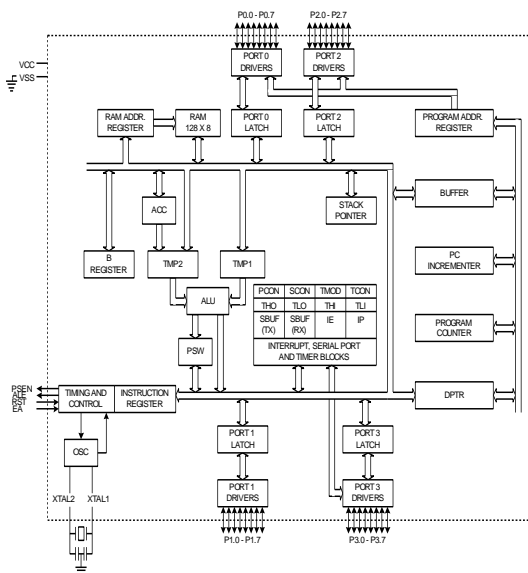 P0.0 - P0.7
P2.0 - P2.7
VCC
VSS
PORT 0
DRIVERS
PORT 2
DRIVERS
RAM ADDR.
REGISTER
RAM
128 X 8
PORT 0
LATCH
PORT 2
LATCH
PROGRAM ADDR.
REGISTER
ACC
STACK
POINTER
BUFFER
B
REGISTER
TMP2
TMP1
PC
INCREMENTER
ALU
PCON
SCON
TMOD
TCON
THO
TLO
THI
TLI
SBUF
(TX)
SBUF
(RX)
IE
IP
INTERRUPT, SERIAL PORT
AND TIMER BLOCKS
PROGRAM
COUNTER
PSW
PSEN
ALE
RST
EA
TIMING AND
CONTROL
INSTRUCTION
REGISTER
DPTR
OSC
PORT 1
LATCH
PORT 3
LATCH
XTAL2
XTAL1
PORT 1
DRIVERS
PORT 3
DRIVERS
P1.0 - P1.7
P3.0 - P3.7